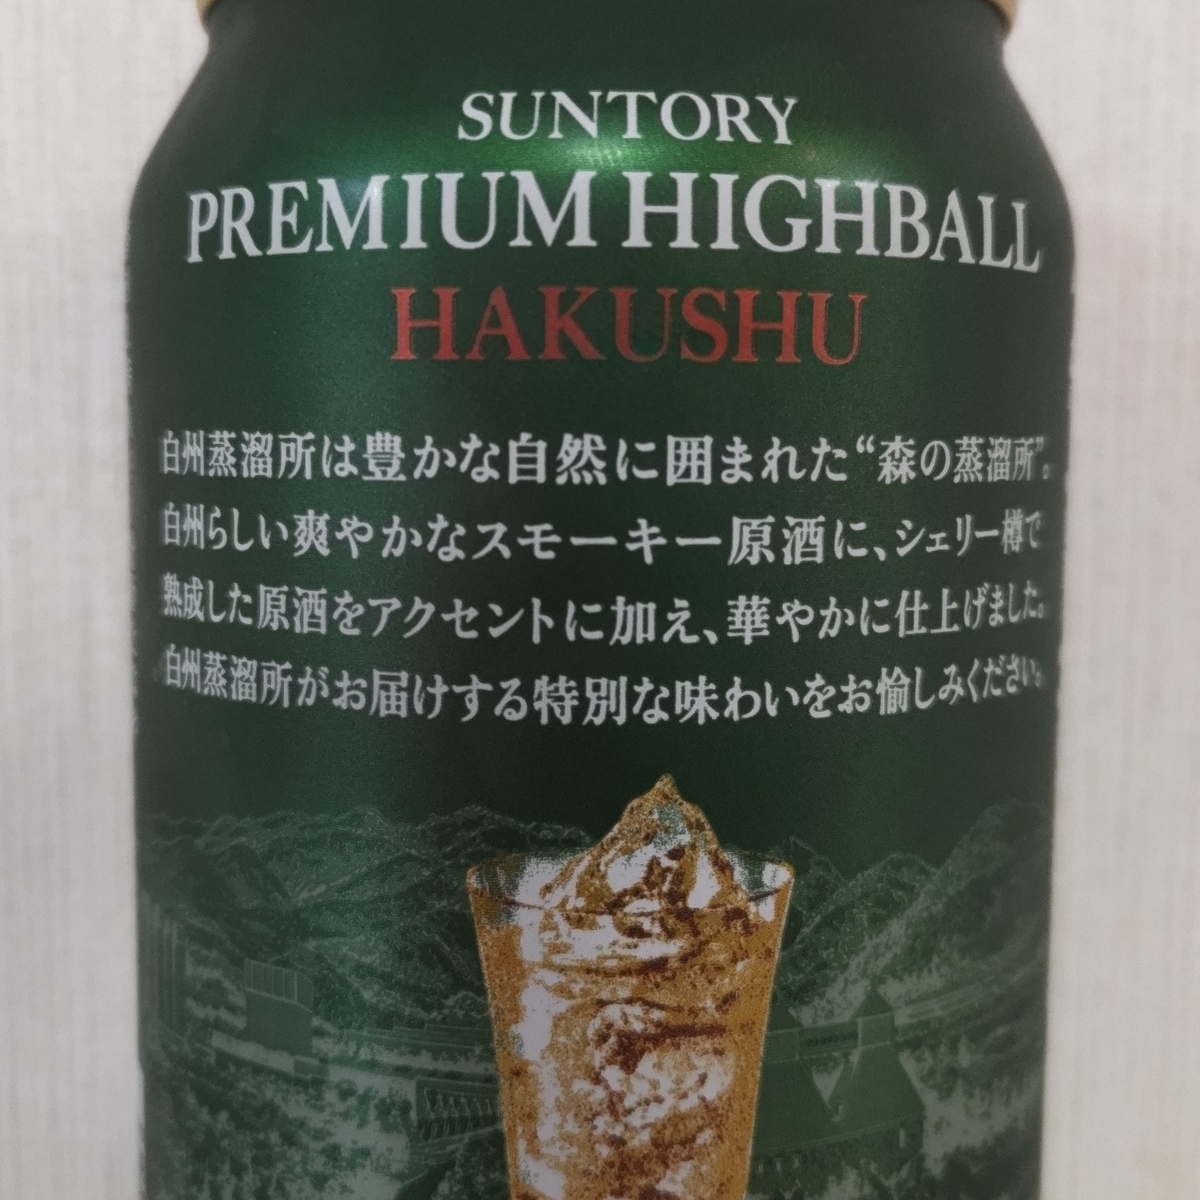 SUNTORY
PREMIUM HIGHBALL
HAKUSHU
白州蒸溜所は豊かな自然に囲まれた“森の蒸溜所”。
白州らしい爽やかなスモーキー原酒に、シェリー樽で
熟成した原酒をアクセントに加え、華やかに仕上げました。
白州蒸溜所がお届けする特別な味わいをお愉しみください。